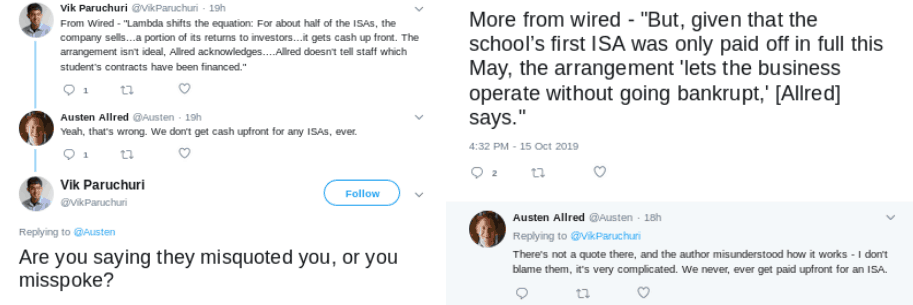 Vik Paruchuri @VikParuchuri · 19h
From Wired - "Lambda shifts the equation: For about half of the ISAs, the
company sells…a portion of its returns to investors…it gets cash up front. The
arrangement isn't ideal, Allred acknowledges….Allred doesn't tell staff which
student's contracts have been financed."
1
Austen Allred @Austen · 19h
Yeah, that's wrong. We don't get cash upfront for any ISAs, ever.
1
Vik Paruchuri
@VikParuchuri
Follow
Replying to @Austen
Are you saying they misquoted you, or you
misspoke?
More from wired - "But, given that the
school's first ISA was only paid off in full this
May, the arrangement 'lets the business
operate without going bankrupt,' [Allred]
says."
4:32 PM - 15 Oct 2019
2
Austen Allred @Austen · 18h
Replying to @VikParuchuri
There's not a quote there, and the author misunderstood how it works - I don't
blame them, it's very complicated. We never, ever get paid upfront for an ISA.